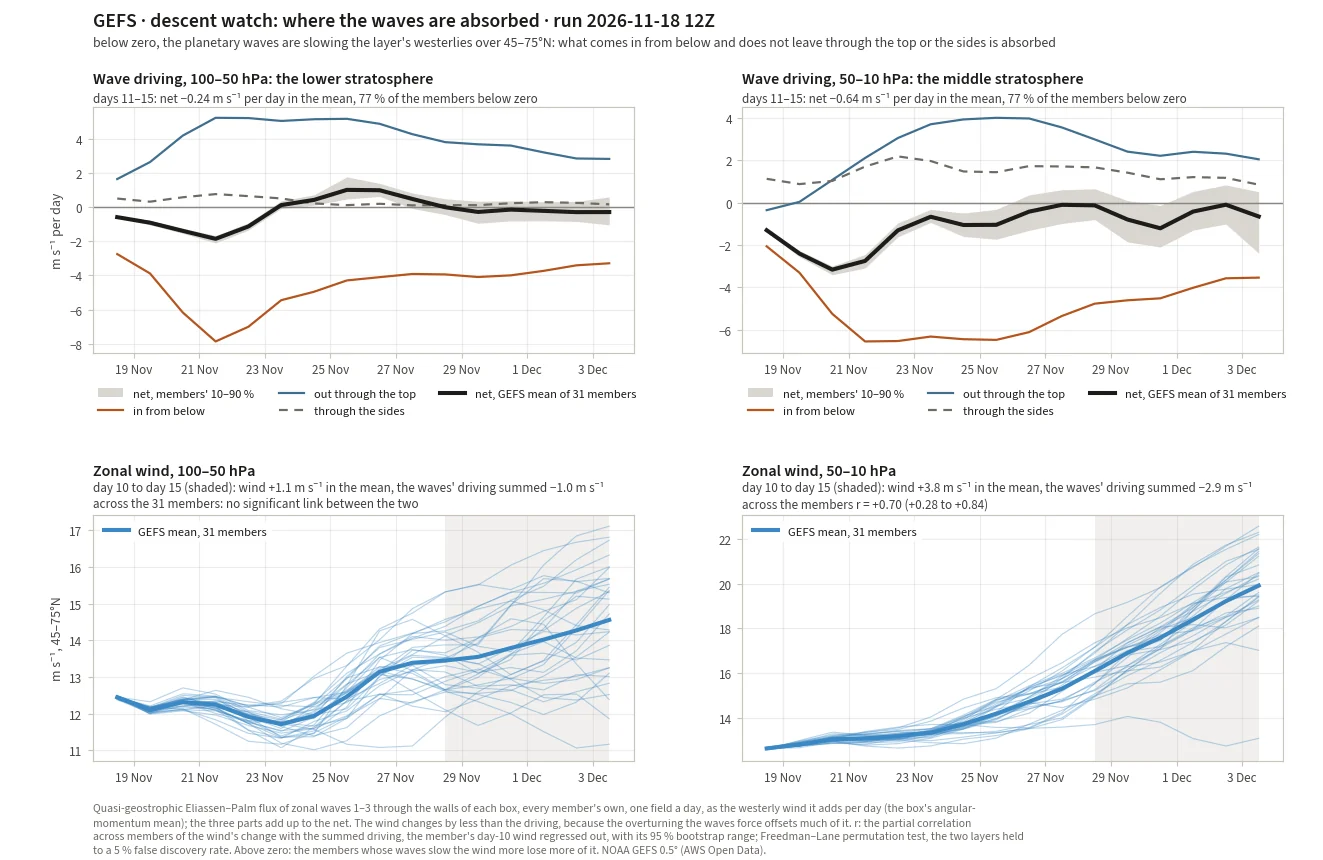 GEFS · descent watch: where the waves are absorbed · run 2026-11-18 12Z
below zero, the planetary waves are slowing the layer's westerlies over 45–75°N: what comes in from below and does not leave through the top or the sides is absorbed
Wave driving, 100–50 hPa: the lower stratosphere
days 11–15: net −0.24 m s⁻¹ per day in the mean, 77 % of the members below zero
m s⁻¹ per day
4
2
0
−2
−4
−6
−8
19 Nov
21 Nov
23 Nov
25 Nov
27 Nov
29 Nov
1 Dec
3 Dec
net, members' 10–90 %
out through the top
net, GEFS mean of 31 members
in from below
through the sides
Wave driving, 50–10 hPa: the middle stratosphere
days 11–15: net −0.64 m s⁻¹ per day in the mean, 77 % of the members below zero
4
2
0
−2
−4
−6
19 Nov
21 Nov
23 Nov
25 Nov
27 Nov
29 Nov
1 Dec
3 Dec
net, members' 10–90 %
out through the top
net, GEFS mean of 31 members
in from below
through the sides
Zonal wind, 100–50 hPa
day 10 to day 15 (shaded): wind +1.1 m s⁻¹ in the mean, the waves' driving summed −1.0 m s⁻¹
across the 31 members: no significant link between the two
GEFS mean, 31 members
m s⁻¹, 45–75°N
17
16
15
14
13
12
11
19 Nov
21 Nov
23 Nov
25 Nov
27 Nov
29 Nov
1 Dec
3 Dec
Zonal wind, 50–10 hPa
day 10 to day 15 (shaded): wind +3.8 m s⁻¹ in the mean, the waves' driving summed −2.9 m s⁻¹
across the members r = +0.70 (+0.28 to +0.84)
GEFS mean, 31 members
22
20
18
16
14
19 Nov
21 Nov
23 Nov
25 Nov
27 Nov
29 Nov
1 Dec
3 Dec
Quasi-geostrophic Eliassen–Palm flux of zonal waves 1–3 through the walls of each box, every member's own, one field a day, as the westerly wind it adds per day (the box's angular-
momentum mean); the three parts add up to the net. The wind changes by less than the driving, because the overturning the waves force offsets much of it. r: the partial correlation
across members of the wind's change with the summed driving, the member's day-10 wind regressed out, with its 95 % bootstrap range; Freedman–Lane permutation test, the two layers held
to a 5 % false discovery rate. Above zero: the members whose waves slow the wind more lose more of it. NOAA GEFS 0.5° (AWS Open Data).